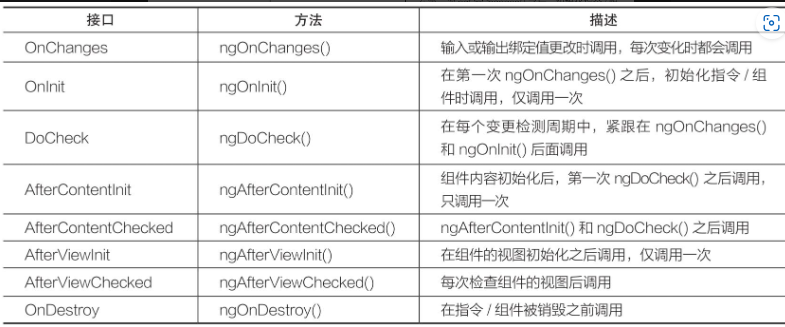 接口 方法 描述
OnChanges ngOnChanges() 输入或输出绑定值更改时调用，每次变化时都会调用
OnInit ngOnInit() 在第一次 ngOnChanges() 之后，初始化指令 / 组
件时调用，仅调用一次
DoCheck ngDoCheck() 在每个变更检测周期中，紧跟在 ngOnChanges()
和 ngOnInit() 后面调用
AfterContentInit ngAfterContentInit() 组件内容初始化后，第一次 ngDoCheck() 之后调用，
只调用一次
AfterContentChecked ngAfterContentChecked() ngAfterContentInit() 和 ngDoCheck() 之后调用
AfterViewInit ngAfterViewInit() 在组件的视图初始化之后调用，仅调用一次
AfterViewChecked ngAfterViewChecked() 每次检查组件的视图后调用
OnDestroy ngOnDestroy() 在指令 / 组件被销毁之前调用